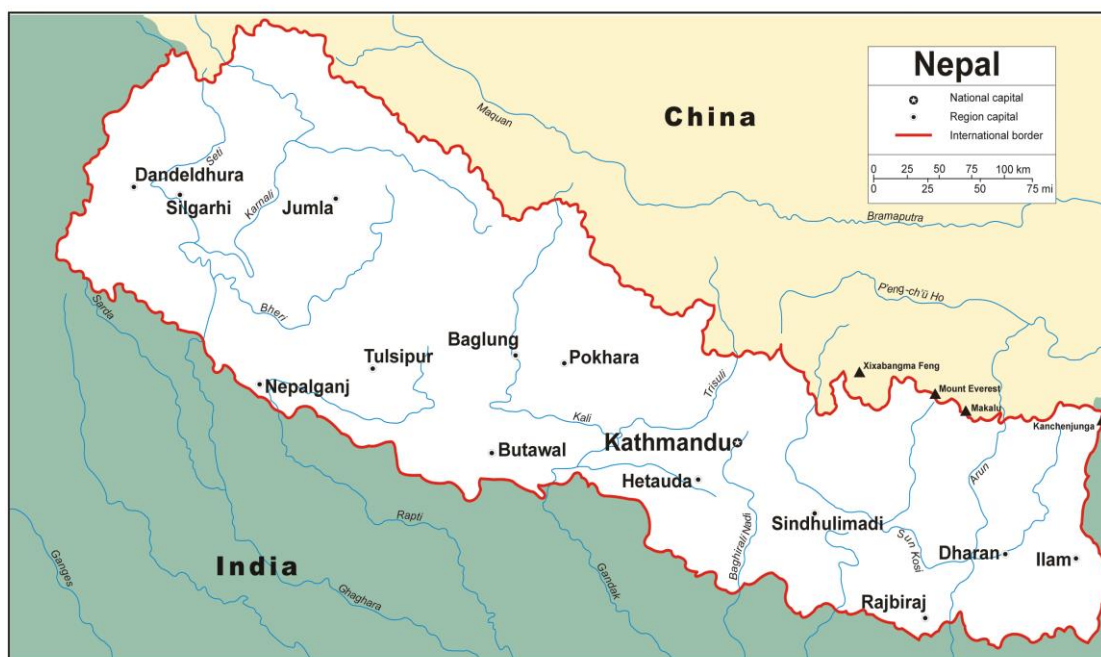 Nepal
National capital
Region capital
International border
0 25 50 75 100 km
0 25 50 75 mi
China
Maquan
Bramaputra
Seti
Dandeldhura
Silgarhi
Karnali
Jumla
Sarda
Bheri
P'eng-ch'ü Ho
Baglung
Pokhara
Tulsipur
Nepalganj
Trisuli
Xixabangma Feng
Mount Everest
Makalu
Kanchenjunga
Kali
Kathmandu
Butawal
Hetauda
Arun
Sindhulimadi
Sun Kosi
Baghirali Nadi
Dharan
Ilam
Rajbiraj
Rapti
India
Ganges
Ghaghara
Gandak